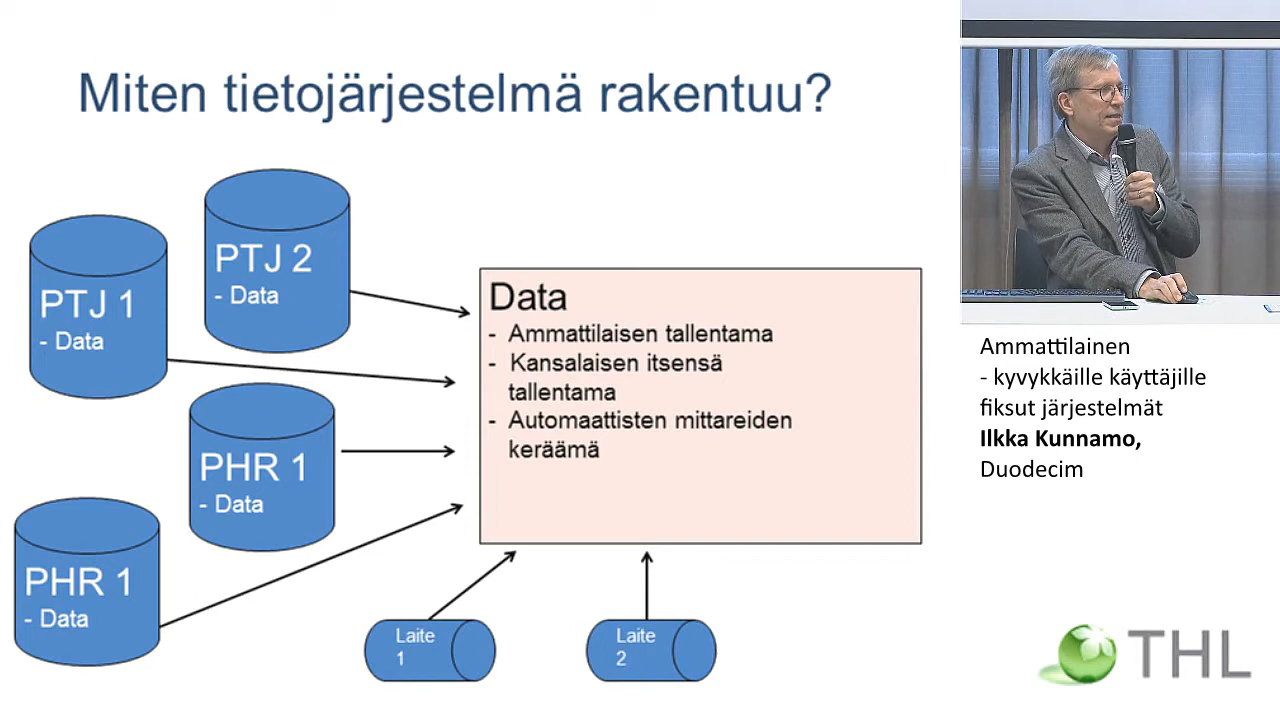 Miten tietojärjestelmä rakentuu?
PTJ 1
- Data
PTJ 2
- Data
PHR 1
- Data
PHR 1
- Data
Data
- Ammattilaisen tallentama
- Kansalaisen itsensä
tallentama
- Automaattisten mittareiden
keräämä
Laite
1
Laite
2
Ammattilainen
- kyvykkäille käyttäjille
fiksut järjestelmät
Ilkka Kunnamo,
Duodecim
THL